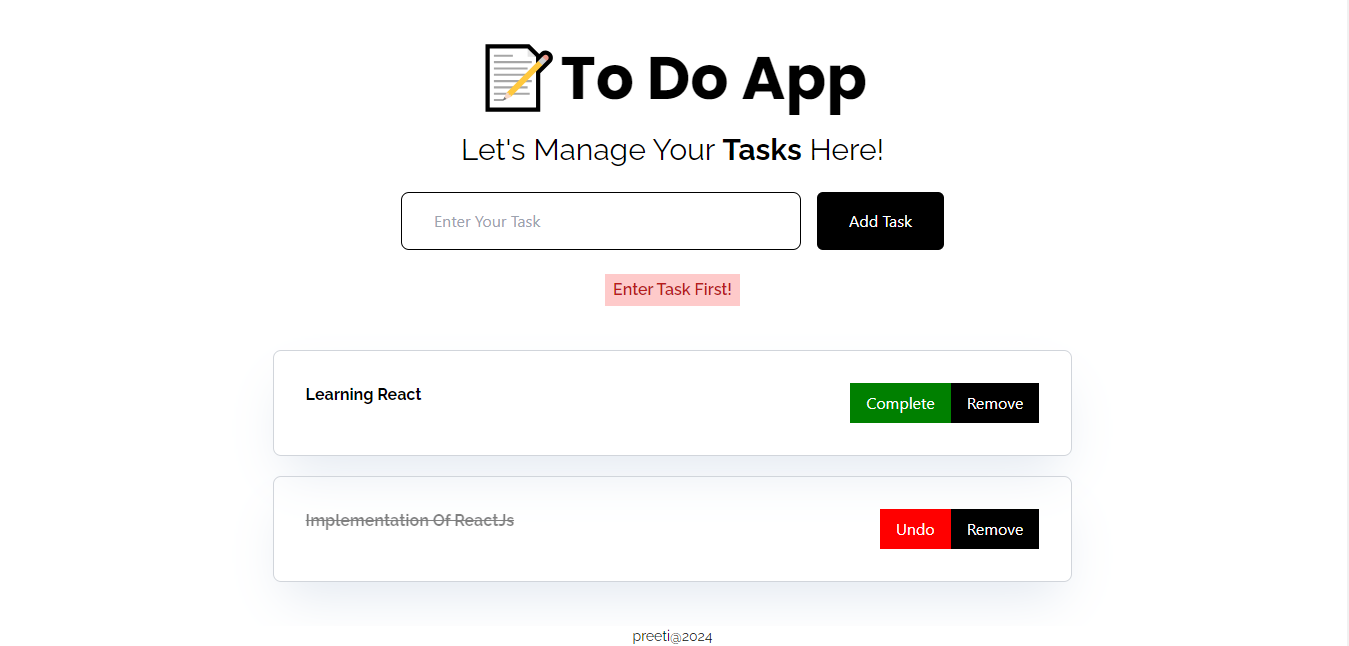 To Do App
Let's Manage Your Tasks Here!
Enter Your Task
Add Task
Enter Task First!
Learning React
Complete
Remove
Implementation Of ReactJs
Undo
Remove
preeti@2024